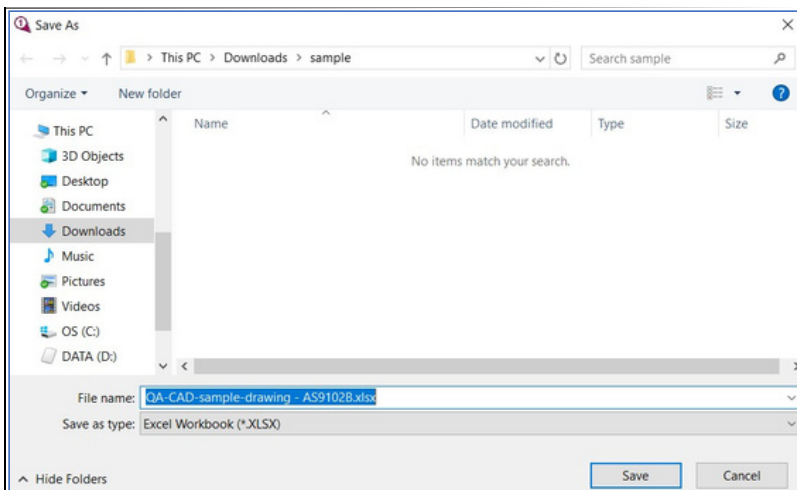 Save As
This PC > Downloads > sample
Search sample
Organize
New folder
Name
Date modified
Type
Size
No items match your search.
This PC
3D Objects
Desktop
Documents
Downloads
Music
Pictures
Videos
OS (C:)
DATA (D:)
File name: QA-CAD-sample-drawing - AS9102B.xlsx
Save as type: Excel Workbook (*.XLSX)
Hide Folders
Save
Cancel